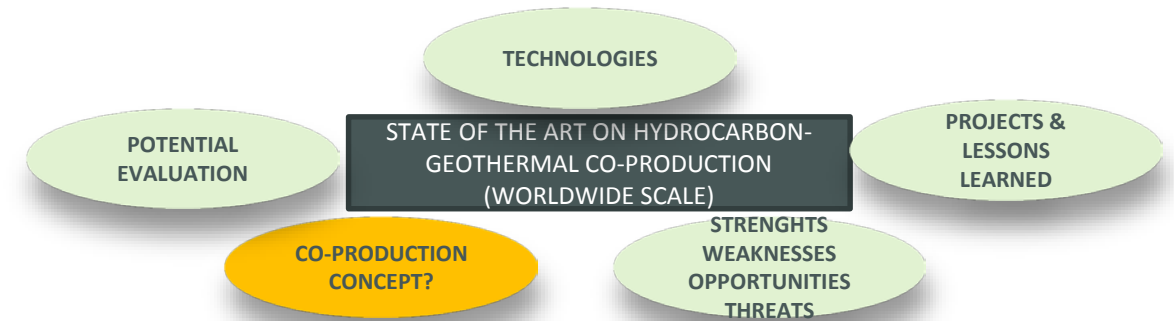 TECHNOLOGIES
STATE OF THE ART ON HYDROCARBON-
GEOTHERMAL CO-PRODUCTION
(WORLDWIDE SCALE)
POTENTIAL
EVALUATION
PROJECTS &
LESSONS
LEARNED
CO-PRODUCTION
CONCEPT?
STRENGHTS
WEAKNESSES
OPPORTUNITIES
THREATS